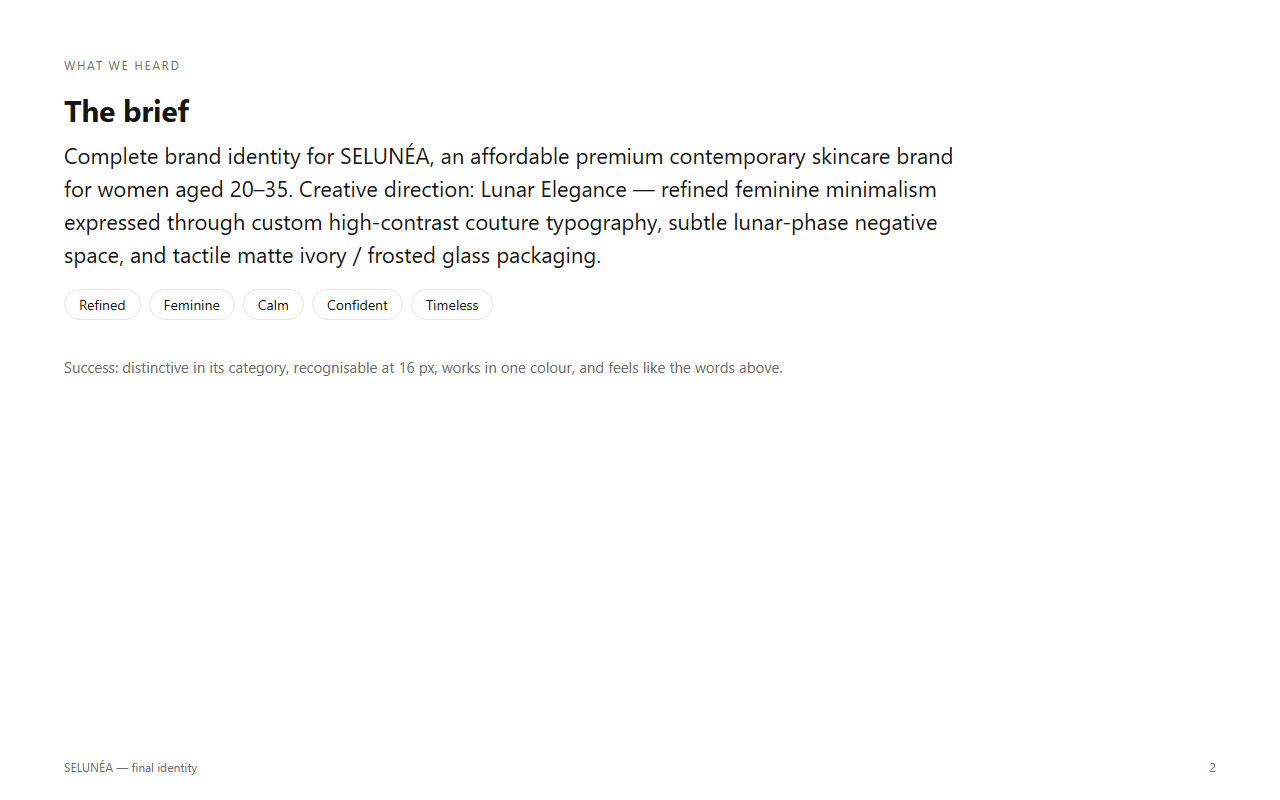 WHAT WE HEARD
The brief
Complete brand identity for SELUNÉA, an affordable premium contemporary skincare brand
for women aged 20–35. Creative direction: Lunar Elegance — refined feminine minimalism
expressed through custom high-contrast couture typography, subtle lunar-phase negative
space, and tactile matte ivory / frosted glass packaging.
Refined Feminine Calm Confident Timeless
Success: distinctive in its category, recognisable at 16 px, works in one colour, and feels like the words above.
SELUNÉA — final identity 2